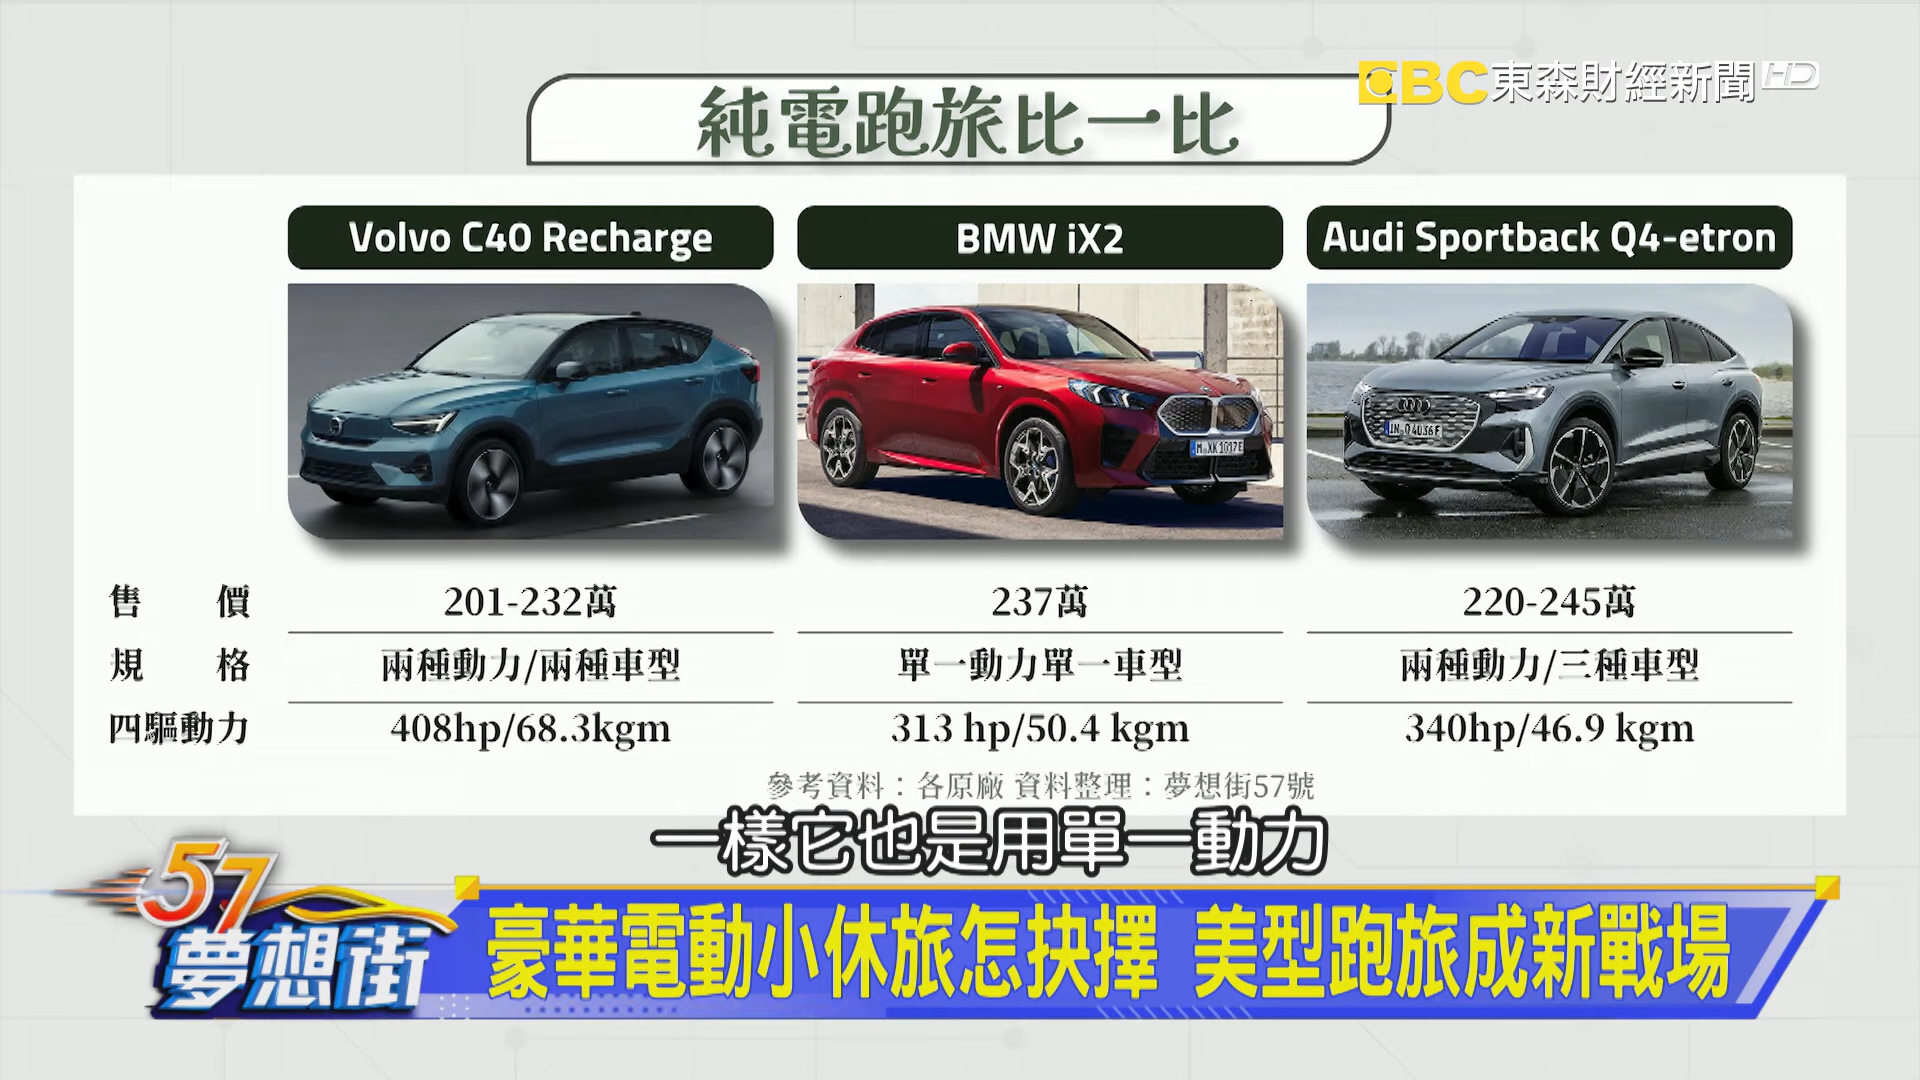 EBC東森財經新聞HD
純電跑旅比一比
Volvo C40 Recharge
BMW iX2
Audi Sportback Q4-etron
M XK1017E
IN Q4036E
售價 201-232萬 237萬 220-245萬
規格 兩種動力/兩種車型 單一動力單一車型 兩種動力/三種車型
四驅動力 408hp/68.3kgm 313 hp/50.4 kgm 340hp/46.9 kgm
參考資料：各原廠 資料整理：夢想街57號
一樣它也是用單一動力
57夢想街
豪華電動小休旅怎抉擇 美型跑旅成新戰場